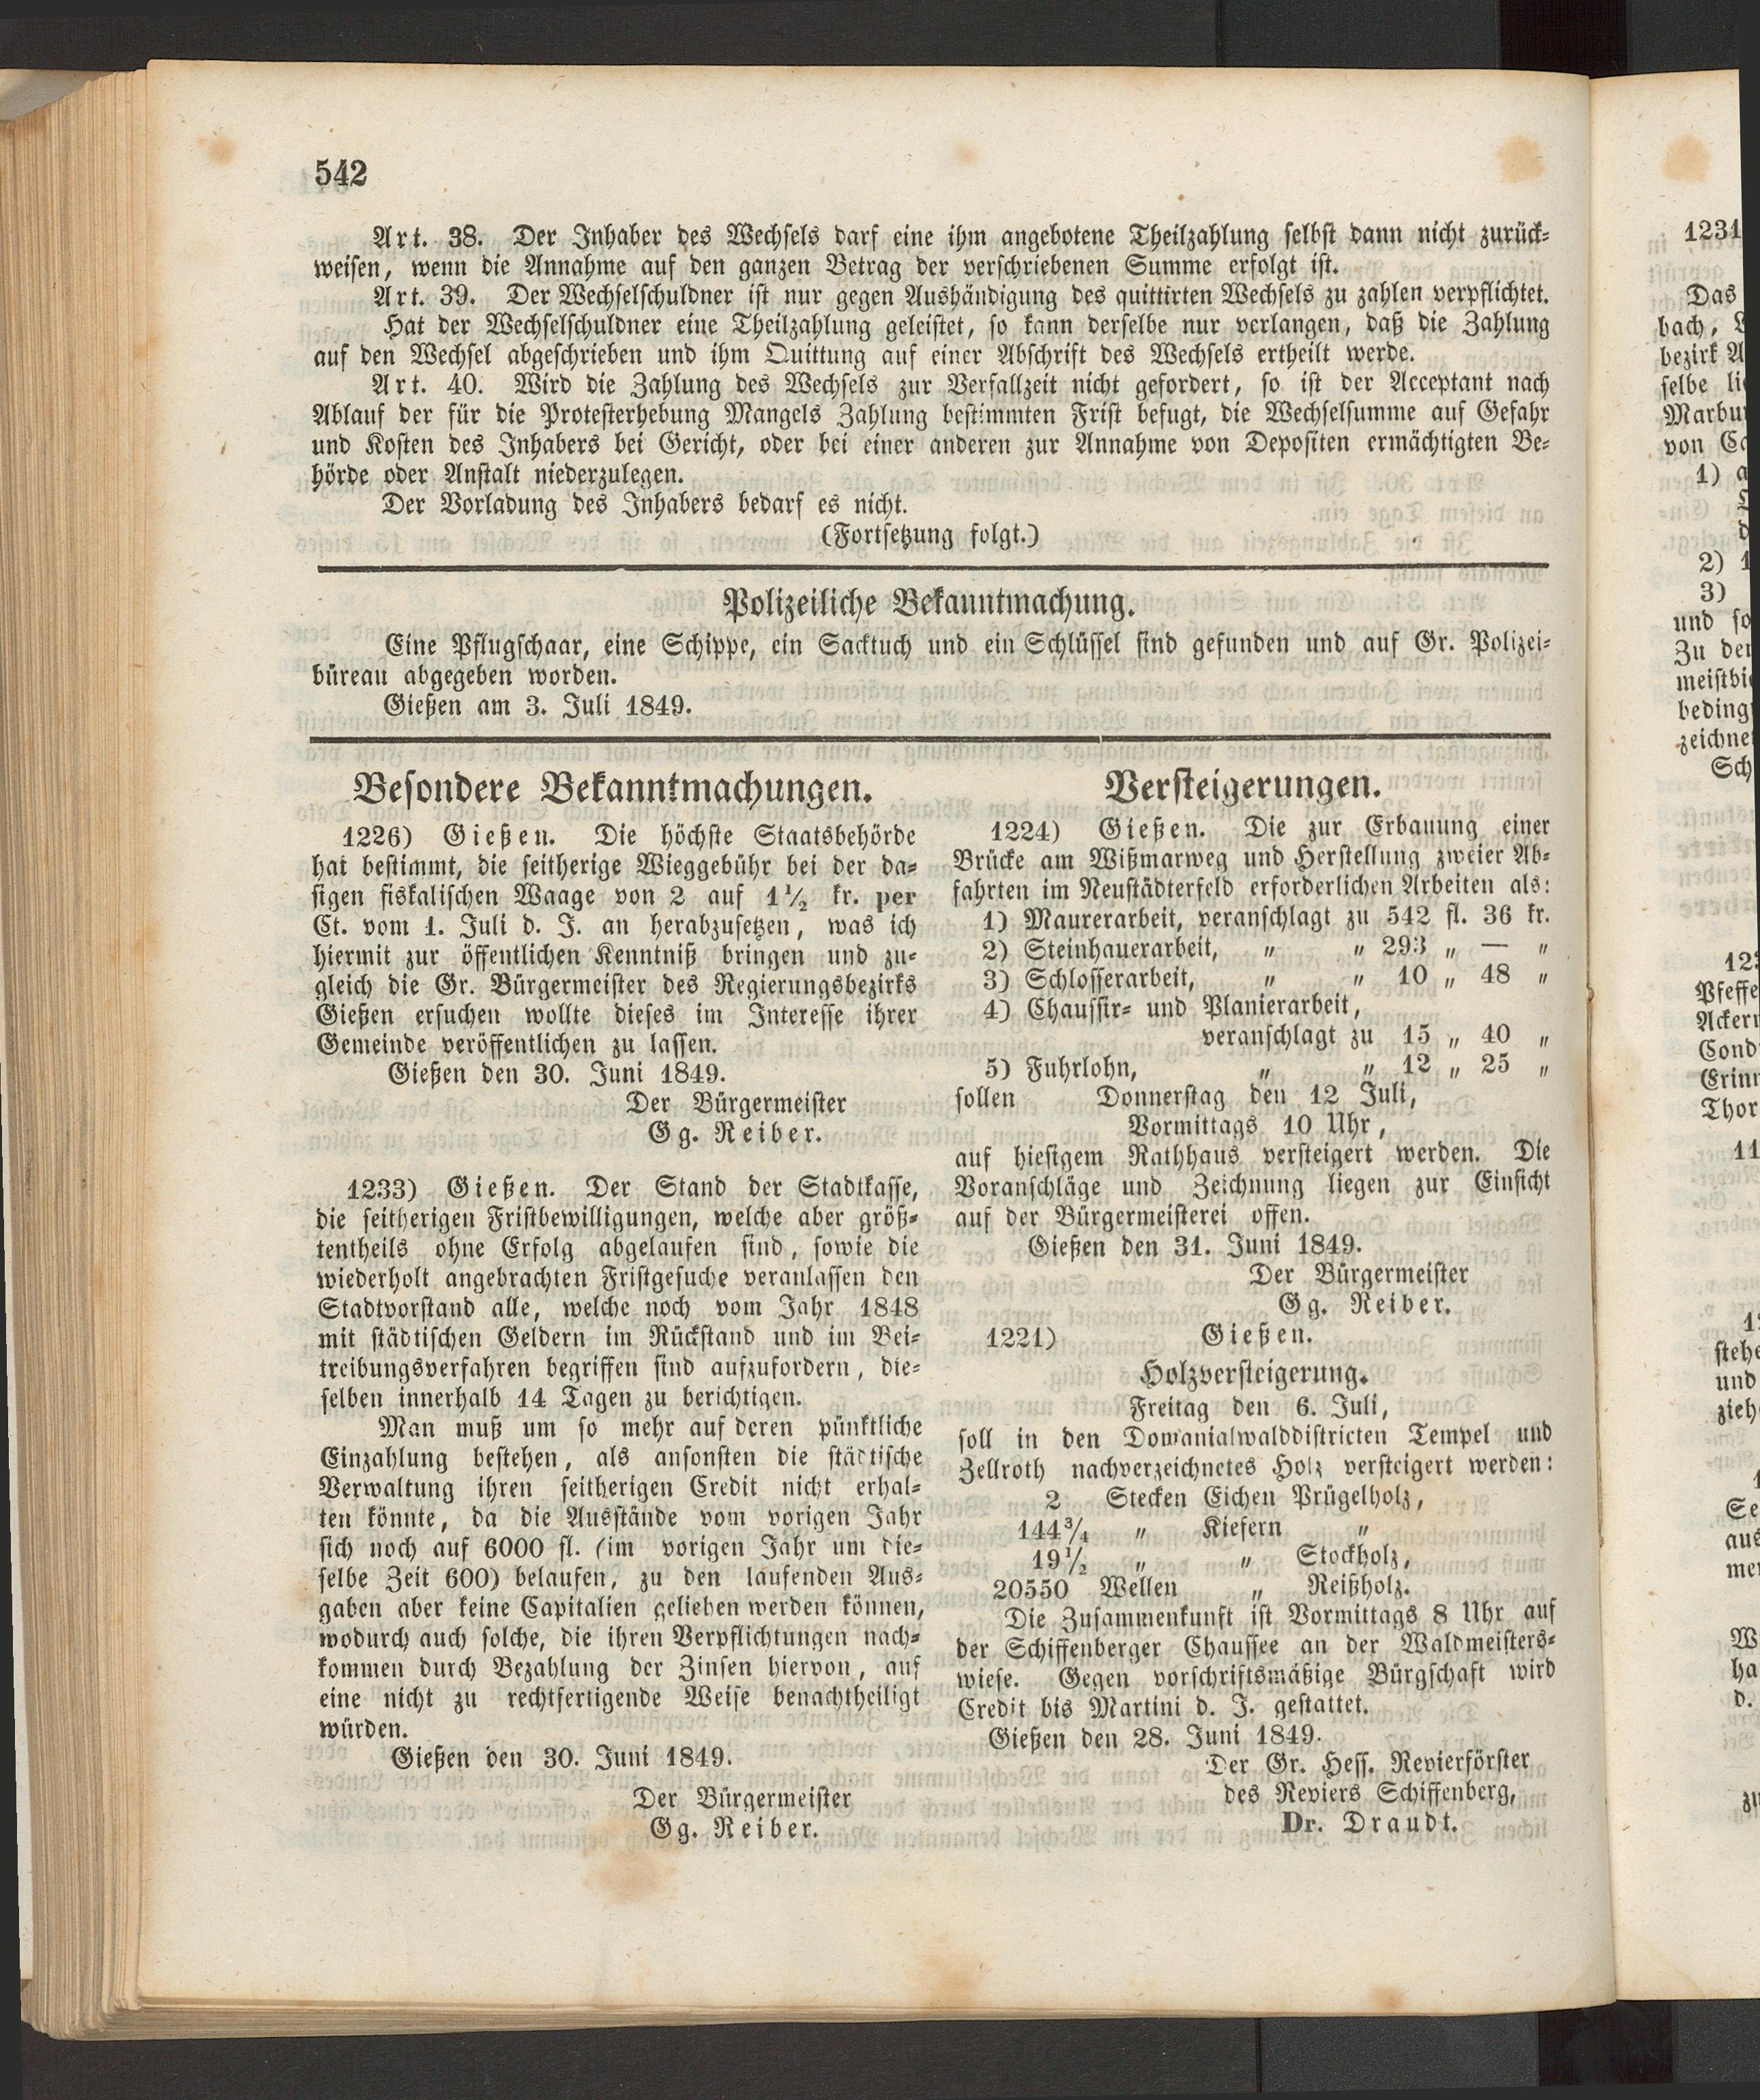 542
Art. 38. Der Inhaber des Wechsels darf eine ihm angebotene Theilzahlung selbst dann nicht zurück-
weisen, wenn die Annahme auf den ganzen Betrag der verschriebenen Summe erfolgt ist.
Art. 39. Der Wechselschuldner ist nur gegen Aushändigung des quittirten Wechsels zu zahlen verpflichtet.
Hat der Wechselschuldner eine Theilzahlung geleistet, so kann derselbe nur verlangen, daß die Zahlung
auf den Wechsel abgeschrieben und ihm Quittung auf einer Abschrift des Wechsels ertheilt werde.
Art. 40. Wird die Zahlung des Wechsels zur Verfallzeit nicht gefordert, so ist der Acceptant nach
Ablauf der für die Protesterhebung Mangels Zahlung bestimmten Frist befugt, die Wechselsumme auf Gefahr
und Kosten des Inhabers bei Gericht, oder bei einer anderen zur Annahme von Depositen ermächtigten Be-
hörde oder Anstalt niederzulegen.
Der Vorladung des Inhabers bedarf es nicht.
(Fortsetzung folgt.)
Polizeiliche Bekanntmachung.
Eine Pflugschaar, eine Schippe, ein Sacktuch und ein Schlüssel sind gefunden und auf Gr. Polizei-
büreau abgegeben worden.
Gießen am 3. Juli 1849.
Besondere Bekanntmachungen.
1226) Gießen. Die höchste Staatsbehörde
hat bestimmt, die seitherige Wieggebühr bei der da-
sigen fiskalischen Waage von 2 auf 1½ kr. per
Ct. vom 1. Juli d. J. an herabzusetzen, was ich
hiermit zur öffentlichen Kenntniß bringen und zu-
gleich die Gr. Bürgermeister des Regierungsbezirks
Gießen ersuchen wollte dieses im Interesse ihrer
Gemeinde veröffentlichen zu lassen.
Gießen den 30. Juni 1849.
Der Bürgermeister
Gg. Reiber.
1233) Gießen. Der Stand der Stadtkasse,
die seitherigen Fristbewilligungen, welche aber größ-
tentheils ohne Erfolg abgelaufen sind, sowie die
wiederholt angebrachten Fristgesuche veranlassen den
Stadtvorstand alle, welche noch vom Jahr 1848
mit städtischen Geldern im Rückstand und im Bei-
treibungsverfahren begriffen sind aufzufordern, die-
selben innerhalb 14 Tagen zu berichtigen.
Man muß um so mehr auf deren pünktliche
Einzahlung bestehen, als ansonsten die städtische
Verwaltung ihren seitherigen Credit nicht erhal-
ten könnte, da die Ausstände vom vorigen Jahr
sich noch auf 6000 fl. (im vorigen Jahr um die-
selbe Zeit 600) belaufen, zu den laufenden Aus-
gaben aber keine Capitalien geliehen werden können,
wodurch auch solche, die ihren Verpflichtungen nach-
kommen durch Bezahlung der Zinsen hiervon, auf
eine nicht zu rechtfertigende Weise benachtheiligt
würden.
Gießen den 30. Juni 1849.
Der Bürgermeister
Gg. Reiber.
Versteigerungen.
1224) Gießen. Die zur Erbauung einer
Brücke am Wißmarweg und Herstellung zweier Ab-
fahrten im Neustädterfeld erforderlichen Arbeiten als:
1) Maurerarbeit, veranschlagt zu 542 fl. 36 kr.
2) Steinhauerarbeit, „ „ 293 „ — „
3) Schlosserarbeit, „ „ 10 „ 48 „
4) Chaussir- und Planierarbeit,
veranschlagt zu 15 „ 40 „
5) Fuhrlohn, „ „ 12 „ 25 „
sollen Donnerstag den 12 Juli,
Vormittags 10 Uhr,
auf hiesigem Rathhaus versteigert werden. Die
Voranschläge und Zeichnung liegen zur Einsicht
auf der Bürgermeisterei offen.
Gießen den 31. Juni 1849.
Der Bürgermeister
Gg. Reiber.
1221) Gießen.
Holzversteigerung.
Freitag den 6. Juli,
soll in den Domanialwalddistricten Tempel und
Zellroth nachverzeichnetes Holz versteigert werden:
2 Stecken Eichen Prügelholz,
144¾ „ Kiefern „
19½ „ „ Stockholz,
20550 Wellen „ Reißholz.
Die Zusammenkunft ist Vormittags 8 Uhr auf
der Schiffenberger Chaussee an der Waldmeisters-
wiese. Gegen vorschriftsmäßige Bürgschaft wird
Credit bis Martini d. J. gestattet.
Gießen den 28. Juni 1849.
Der Gr. Hess. Revierförster
des Reviers Schiffenberg,
Dr. Draudt.
1231
Das
bach,
bezirk
selbe
von
1)
2)
3)
und so
Zu